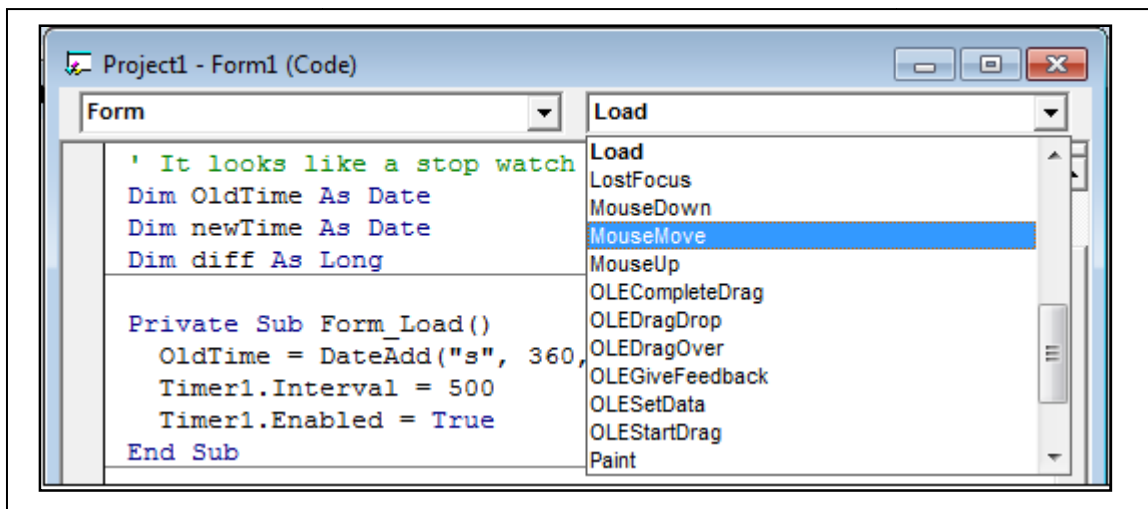 Project1 - Form1 (Code)
Form
Load
' It looks like a stop watch
Dim OldTime As Date
Dim newTime As Date
Dim diff As Long
Private Sub Form_Load()
OldTime = DateAdd("s", 360,
Timer1.Interval = 500
Timer1.Enabled = True
End Sub
Load
LostFocus
MouseDown
MouseMove
MouseUp
OLECompleteDrag
OLEDragDrop
OLEDragOver
OLEGiveFeedback
OLESetData
OLEStartDrag
Paint